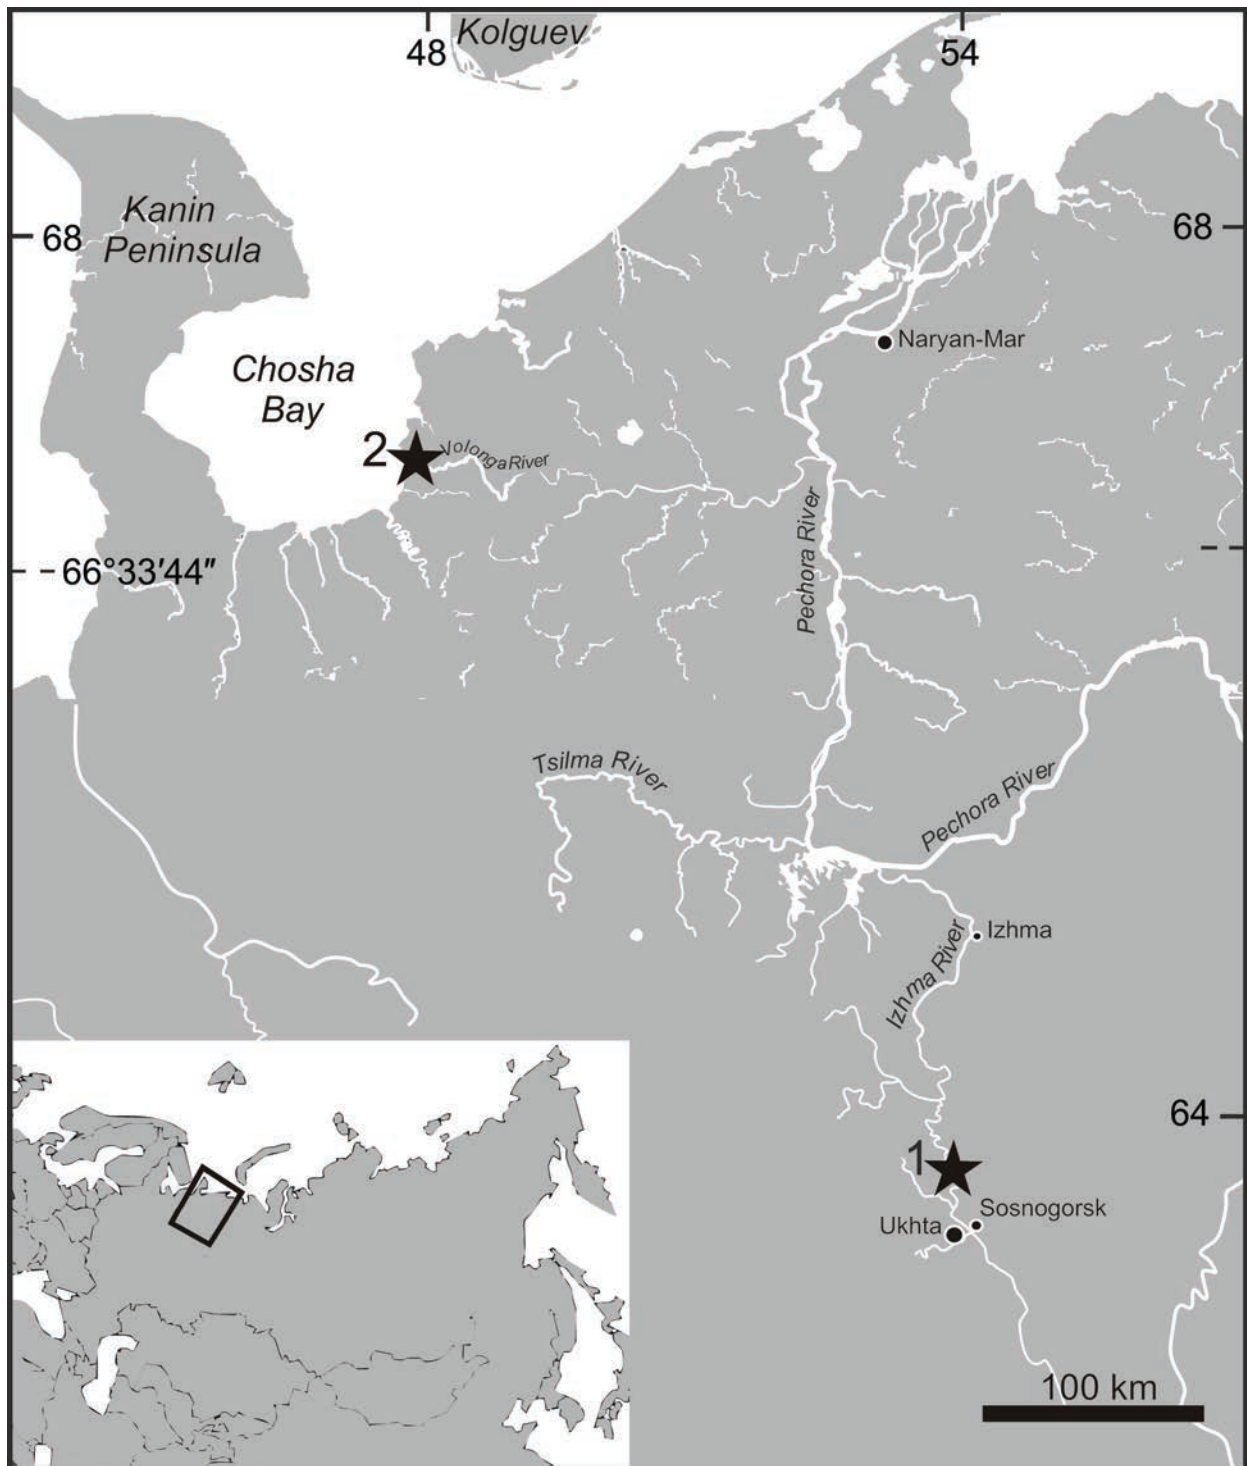 Kolguev
48
54
Kanin
Peninsula
68
68
Naryan-Mar
Chosha
Bay
2
Volonga River
Pechora River
66°33′44″
Tsilma River
Pechora River
Izhma
Izhma River
64
1
Sosnogorsk
Ukhta
100 km